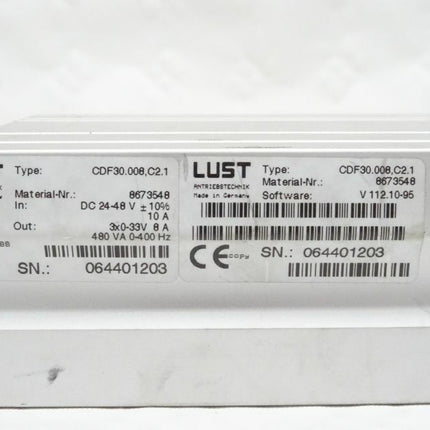 Type: CDF30.008,C2.1
Material-Nr.: 8673548
In: DC 24-48 V ± 10%
10 A
Out: 3x0-33V 8 A
480 VA 0-400 Hz
SN.: 064401203
LUST
ANTRIEBSTECHNIK
Made in Germany
Type: CDF30.008,C2.1
Material-Nr.: 8673548
Software: V 112.10-95
CE copy
SN.: 064401203